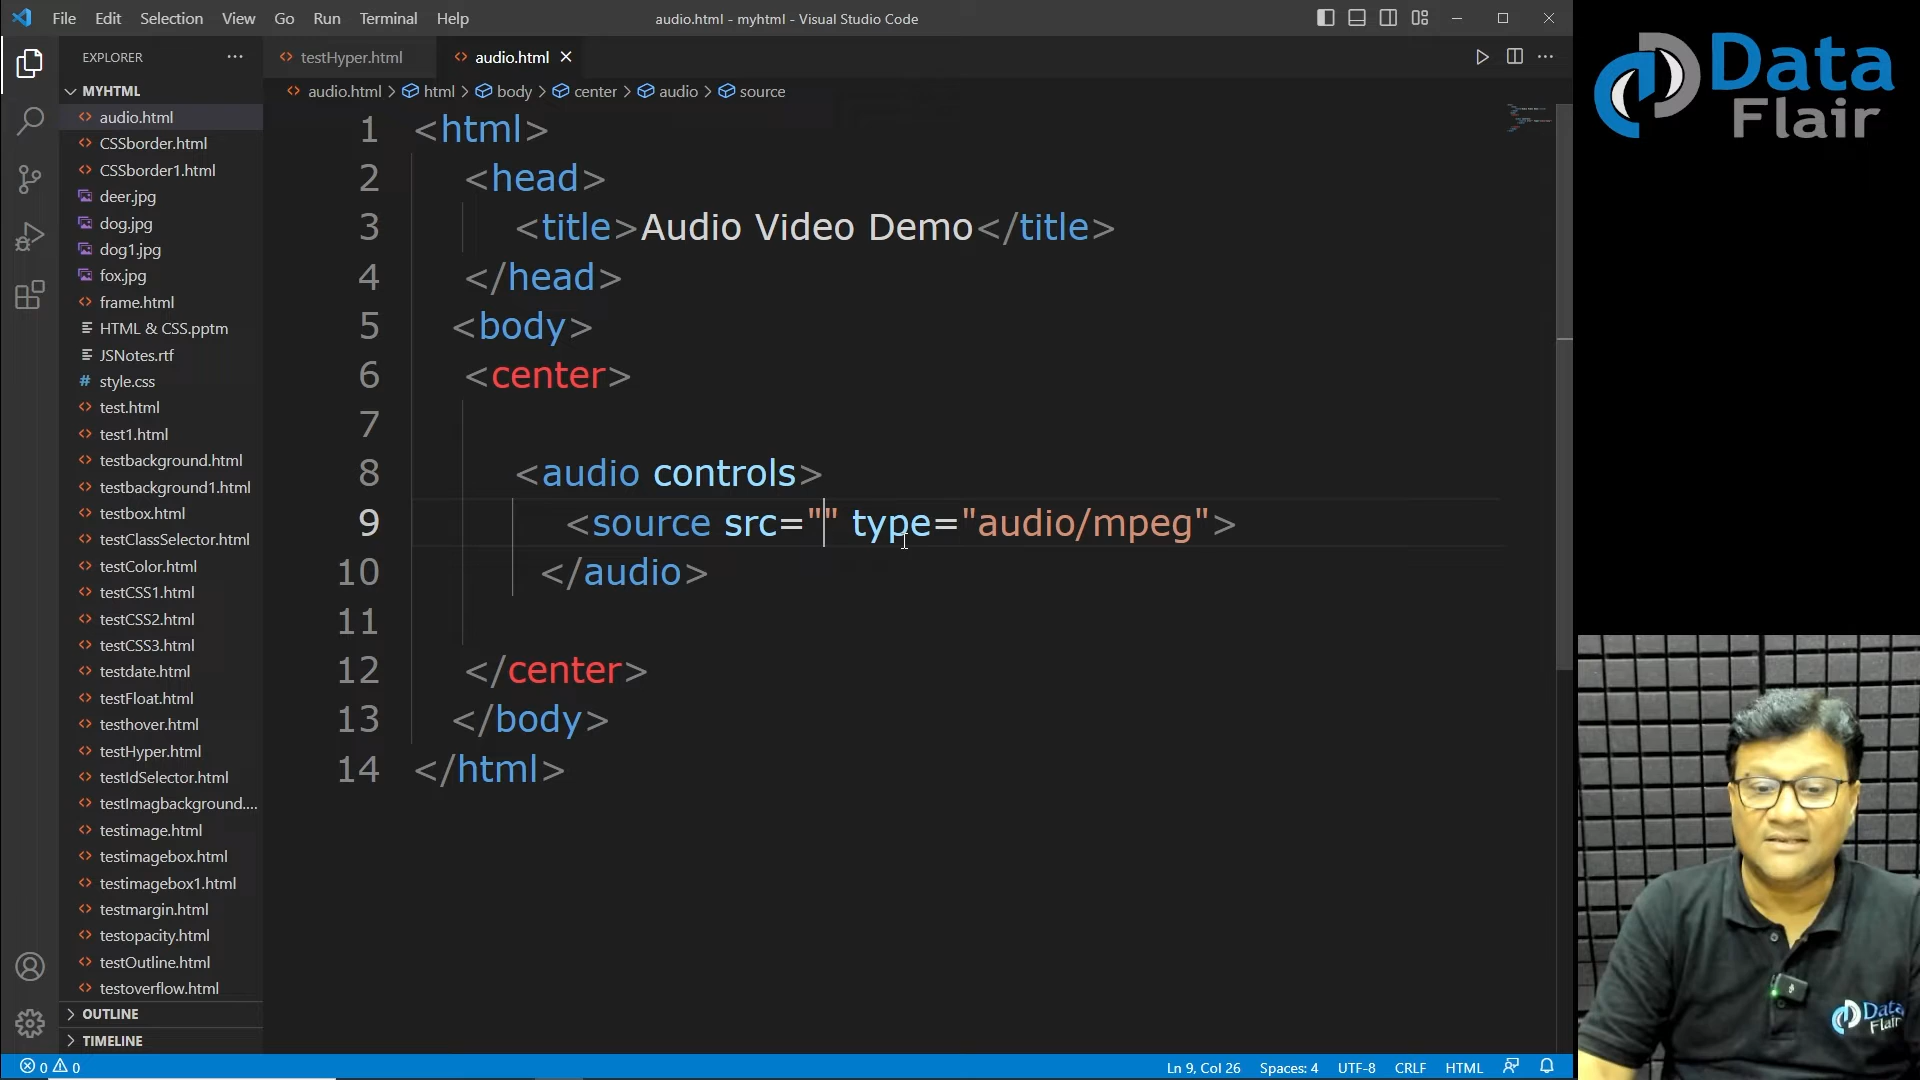 File Edit Selection View Go Run Terminal Help
audio.html - myhtml - Visual Studio Code
EXPLORER
MYHTML
audio.html
CSSborder.html
CSSborder1.html
deer.jpg
dog.jpg
dog1.jpg
fox.jpg
frame.html
HTML & CSS.pptm
JSNotes.rtf
style.css
test.html
test1.html
testbackground.html
testbackground1.html
testbox.html
testClassSelector.html
testColor.html
testCSS1.html
testCSS2.html
testCSS3.html
testdate.html
testFloat.html
testhover.html
testHyper.html
testIdSelector.html
testImagbackground....
testimage.html
testimagebox.html
testimagebox1.html
testmargin.html
testopacity.html
testOutline.html
testoverflow.html
OUTLINE
TIMELINE
testHyper.html audio.html
audio.html > html > body > center > audio > source
1 <html>
2 <head>
3 <title>Audio Video Demo</title>
4 </head>
5 <body>
6 <center>
7
8 <audio controls>
9 <source src="" type="audio/mpeg">
10 </audio>
11
12 </center>
13 </body>
14 </html>
0 0
Ln 9, Col 26 Spaces: 4 UTF-8 CRLF HTML
Data
Flair
Data
Flair